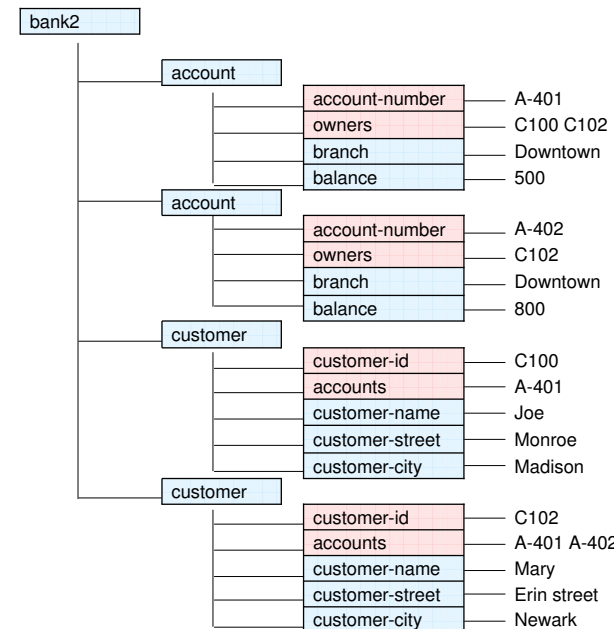 bank2
account
account-number A-401
owners C100 C102
branch Downtown
balance 500
account
account-number A-402
owners C102
branch Downtown
balance 800
customer
customer-id C100
accounts A-401
customer-name Joe
customer-street Monroe
customer-city Madison
customer
customer-id C102
accounts A-401 A-402
customer-name Mary
customer-street Erin street
customer-city Newark